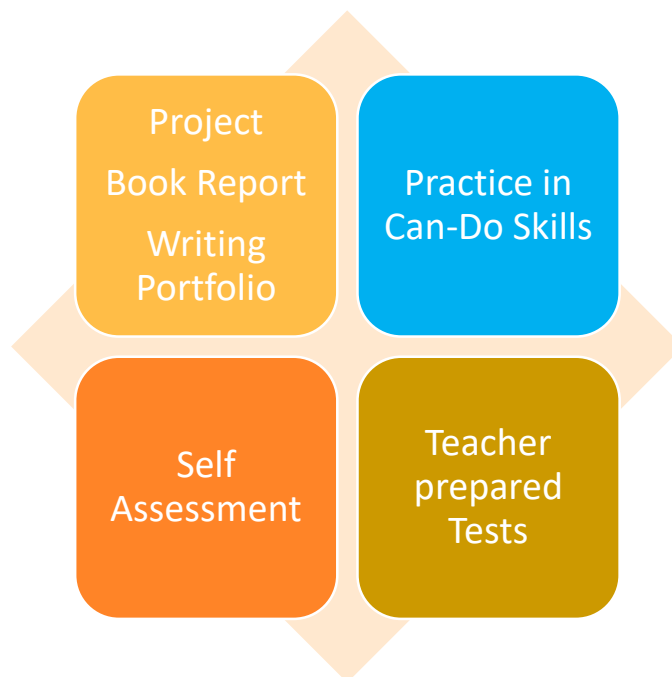 Project
Book Report
Writing
Portfolio
Practice in
Can-Do Skills
Self
Assessment
Teacher
prepared
Tests